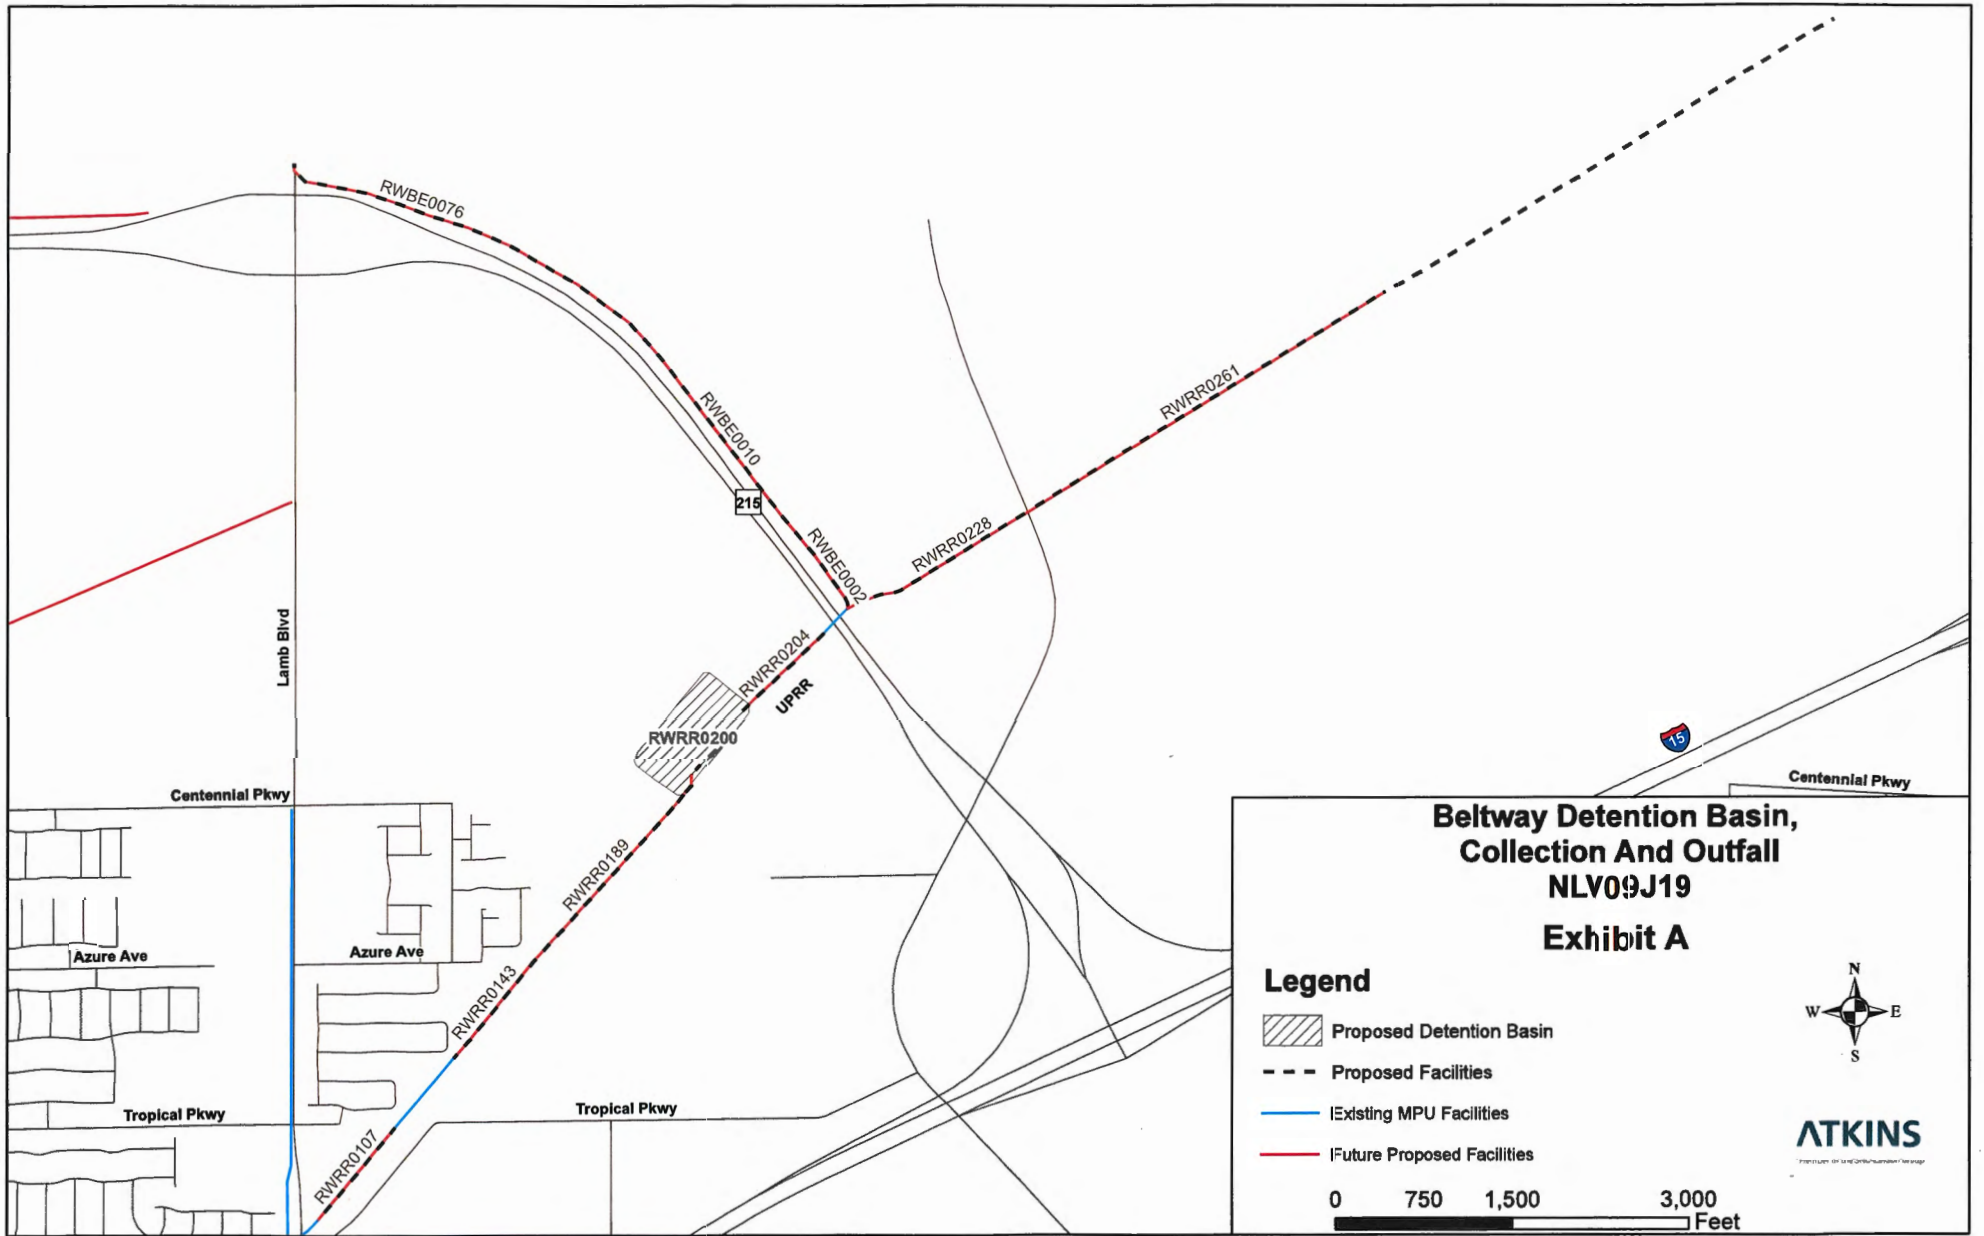 RWBE0076
RWBE0010
215
RWBE0002
RWRR0261
RWRR0228
RWRR0204
UPRR
RWRR0200
Lamb Blvd
15
Centennial Pkwy
Centennial Pkwy
RWRR0189
Azure Ave
Azure Ave
RWRR0143
Tropical Pkwy
Tropical Pkwy
RWRR0107
Beltway Detention Basin,
Collection And Outfall
NLV09J19
Exhibit A
Legend
Proposed Detention Basin
Proposed Facilities
Existing MPU Facilities
Future Proposed Facilities
N
W E
S
ATKINS
0 750 1,500 3,000
Feet